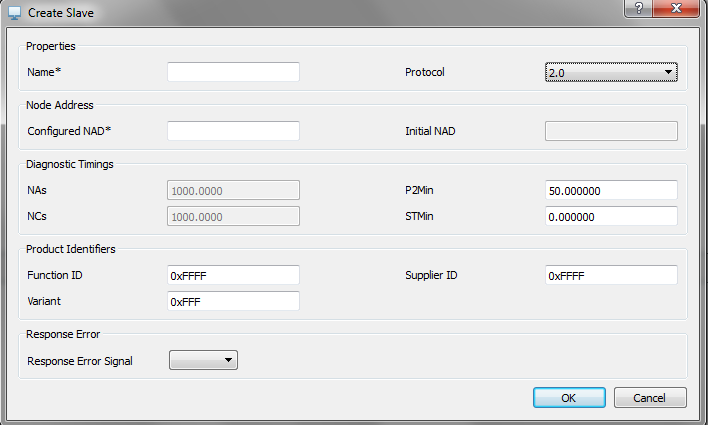 Create Slave
Properties
Name* Protocol 2.0
Node Address
Configured NAD* Initial NAD
Diagnostic Timings
NAs 1000.0000 P2Min 50.000000
NCs 1000.0000 STMin 0.000000
Product Identifiers
Function ID 0xFFFF Supplier ID 0xFFFF
Variant 0xFFF
Response Error
Response Error Signal
OK Cancel